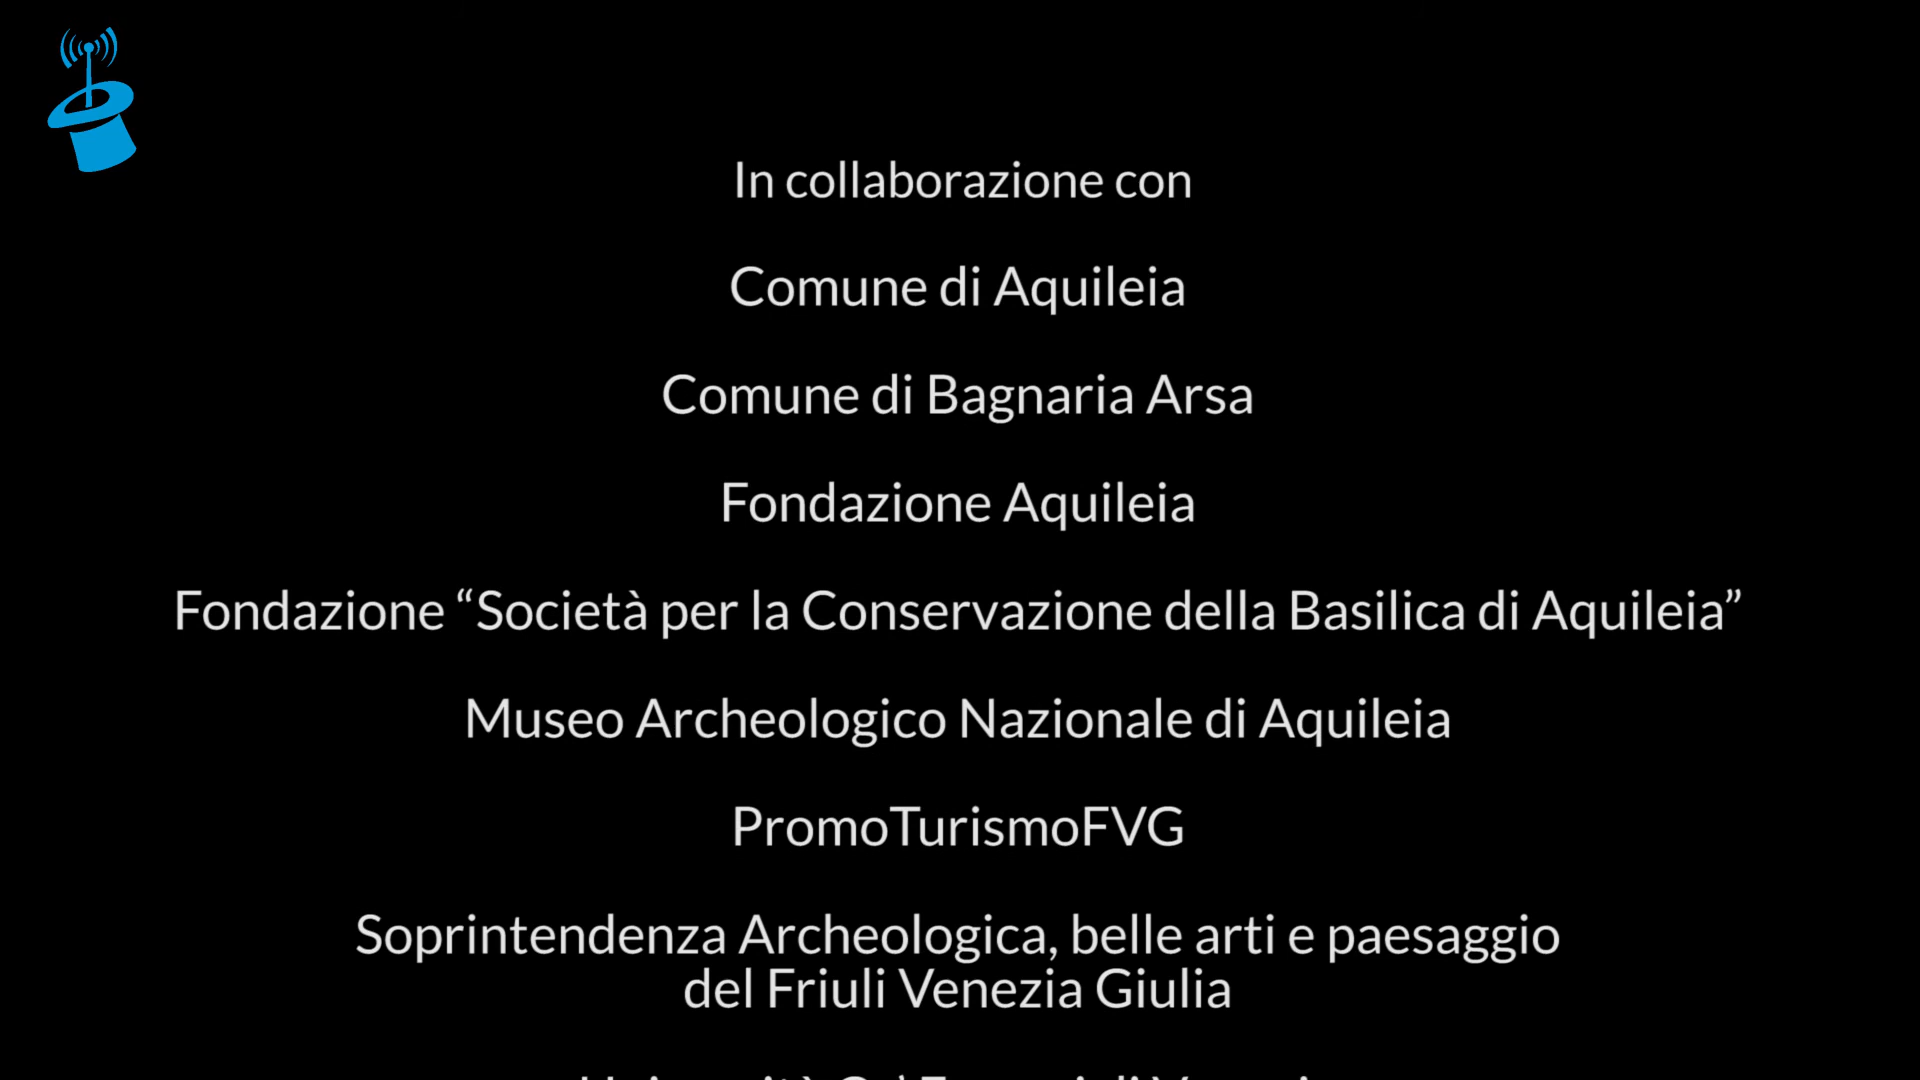 In collaborazione con
Comune di Aquileia
Comune di Bagnaria Arsa
Fondazione Aquileia
Fondazione “Società per la Conservazione della Basilica di Aquileia”
Museo Archeologico Nazionale di Aquileia
PromoTurismoFVG
Soprintendenza Archeologica, belle arti e paesaggio
del Friuli Venezia Giulia